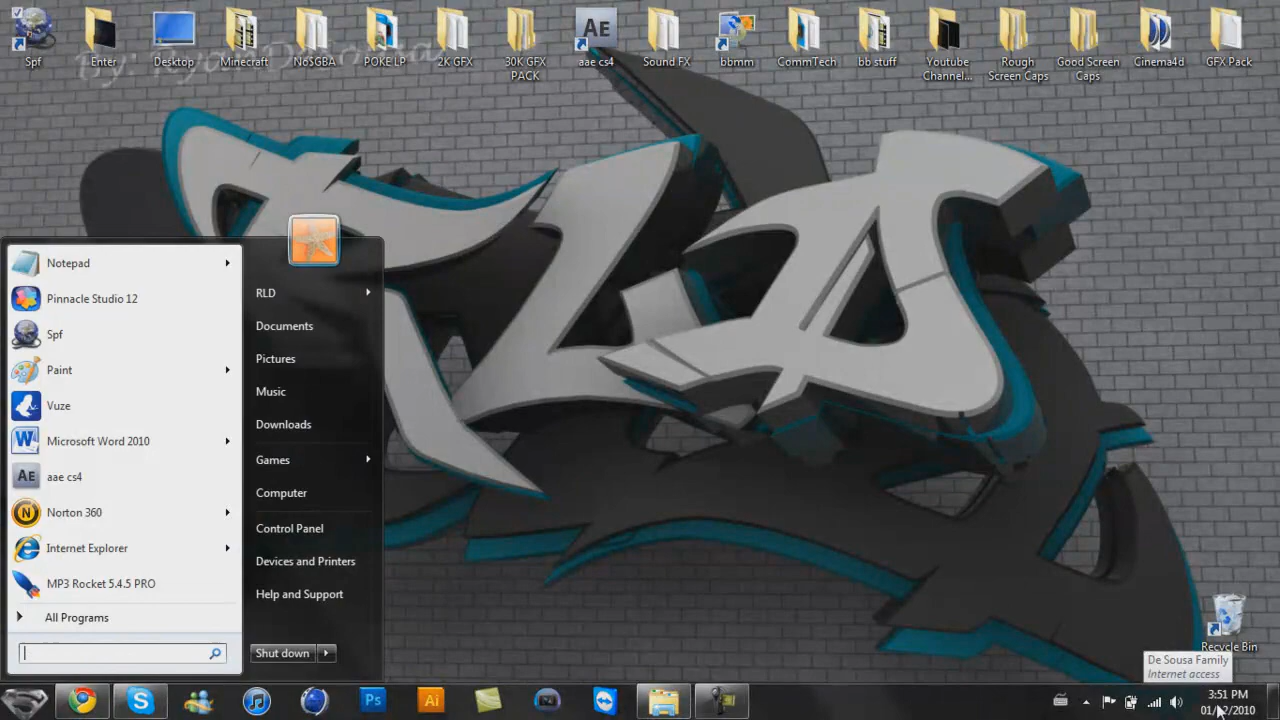 Spf
Enter
Desktop
Minecraft
No$GBA
POKE LP
2K GFX
30K GFX
PACK
AE
aae cs4
Sound FX
bbmm
CommTech
bb stuff
Youtube
Channel...
Rough
Screen Caps
Good Screen
Caps
Cinema4d
GFX Pack
Notepad
Pinnacle Studio 12
Spf
Paint
Vuze
Microsoft Word 2010
AE
aae cs4
Norton 360
Internet Explorer
MP3 Rocket 5.4.5 PRO
All Programs
RLD
Documents
Pictures
Music
Downloads
Games
Computer
Control Panel
Devices and Printers
Help and Support
Shut down
Recycle Bin
De Sousa Family
Internet access
Ps
Ai
3:51 PM